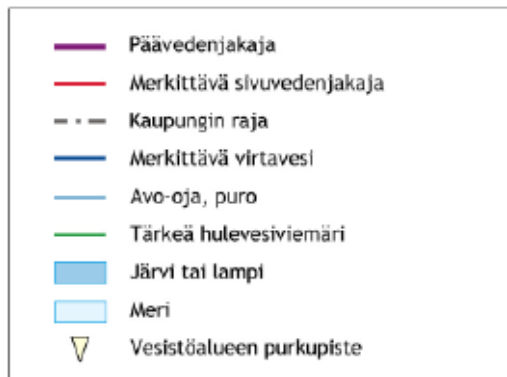 Päävedenjakaja
Merkittävä sivuvedenjakaja
Kaupungin raja
Merkittävä virtavesi
Avo-oja, puro
Tärkeä hulevesiviemäri
Järvi tai lampi
Meri
Vesistöalueen purkupiste